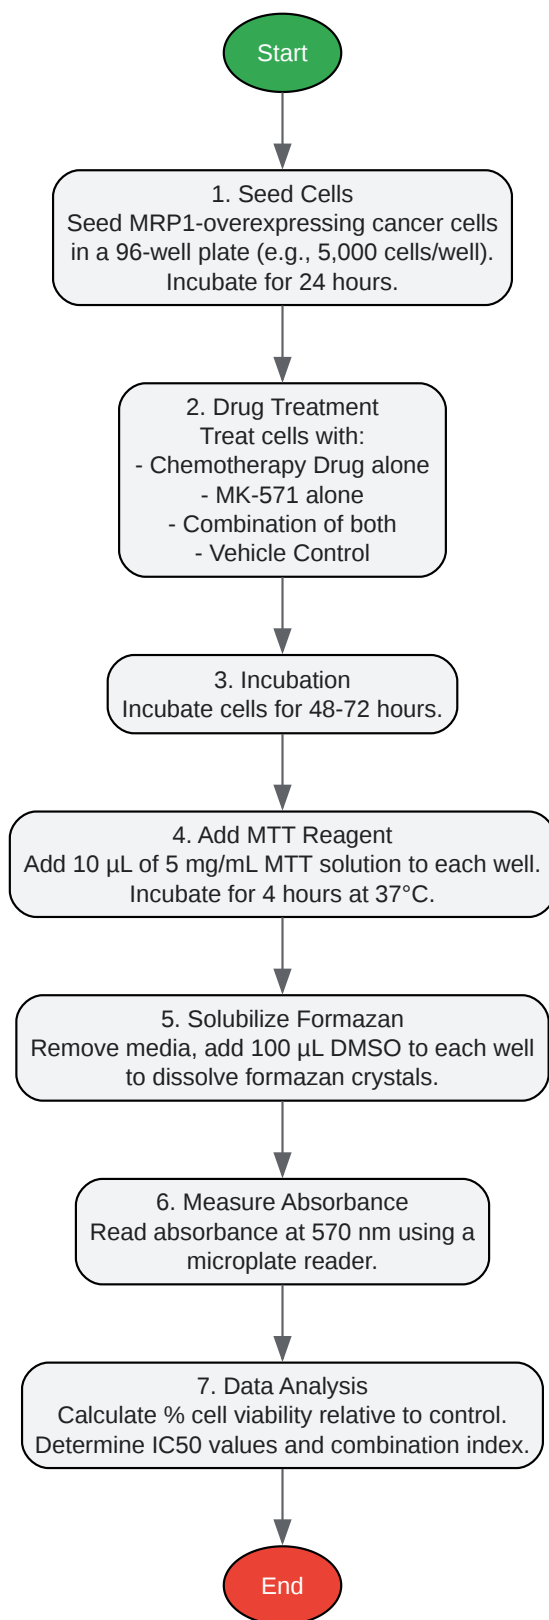 Start
1. Seed Cells
Seed MRP1-overexpressing cancer cells
in a 96-well plate (e.g., 5,000 cells/well).
Incubate for 24 hours.
2. Drug Treatment
Treat cells with:
- Chemotherapy Drug alone
- MK-571 alone
- Combination of both
- Vehicle Control
3. Incubation
Incubate cells for 48-72 hours.
4. Add MTT Reagent
Add 10 µL of 5 mg/mL MTT solution to each well.
Incubate for 4 hours at 37°C.
5. Solubilize Formazan
Remove media, add 100 µL DMSO to each well
to dissolve formazan crystals.
6. Measure Absorbance
Read absorbance at 570 nm using a
microplate reader.
7. Data Analysis
Calculate % cell viability relative to control.
Determine IC50 values and combination index.
End